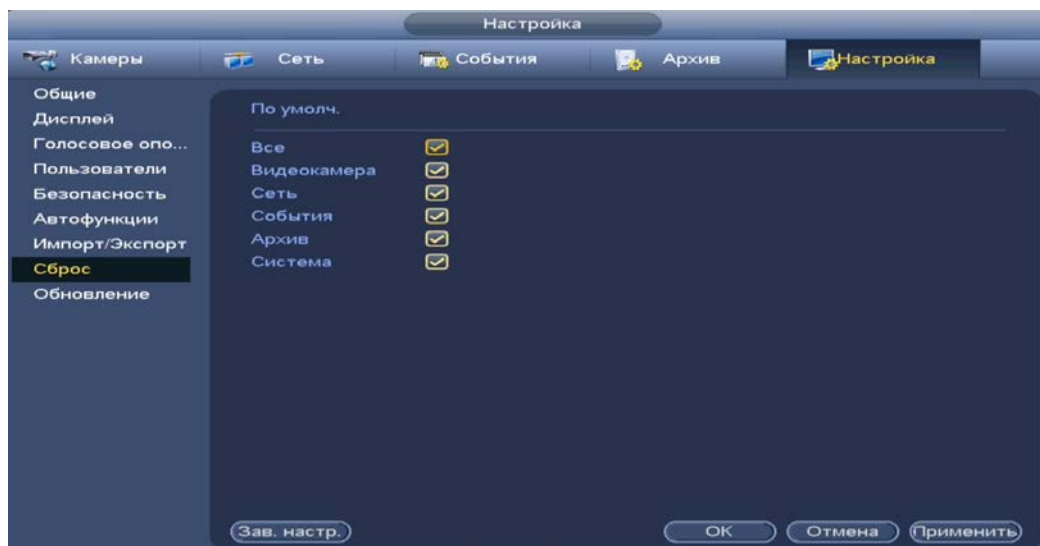 Настройка
Камеры Сеть События Архив Настройка
Общие
Дисплей
Голосовое опо...
Пользователи
Безопасность
Автофункции
Импорт/Экспорт
Сброс
Обновление
По умолч.
Все
Видеокамера
Сеть
События
Архив
Система
Зав. настр. OK Отмена Применить